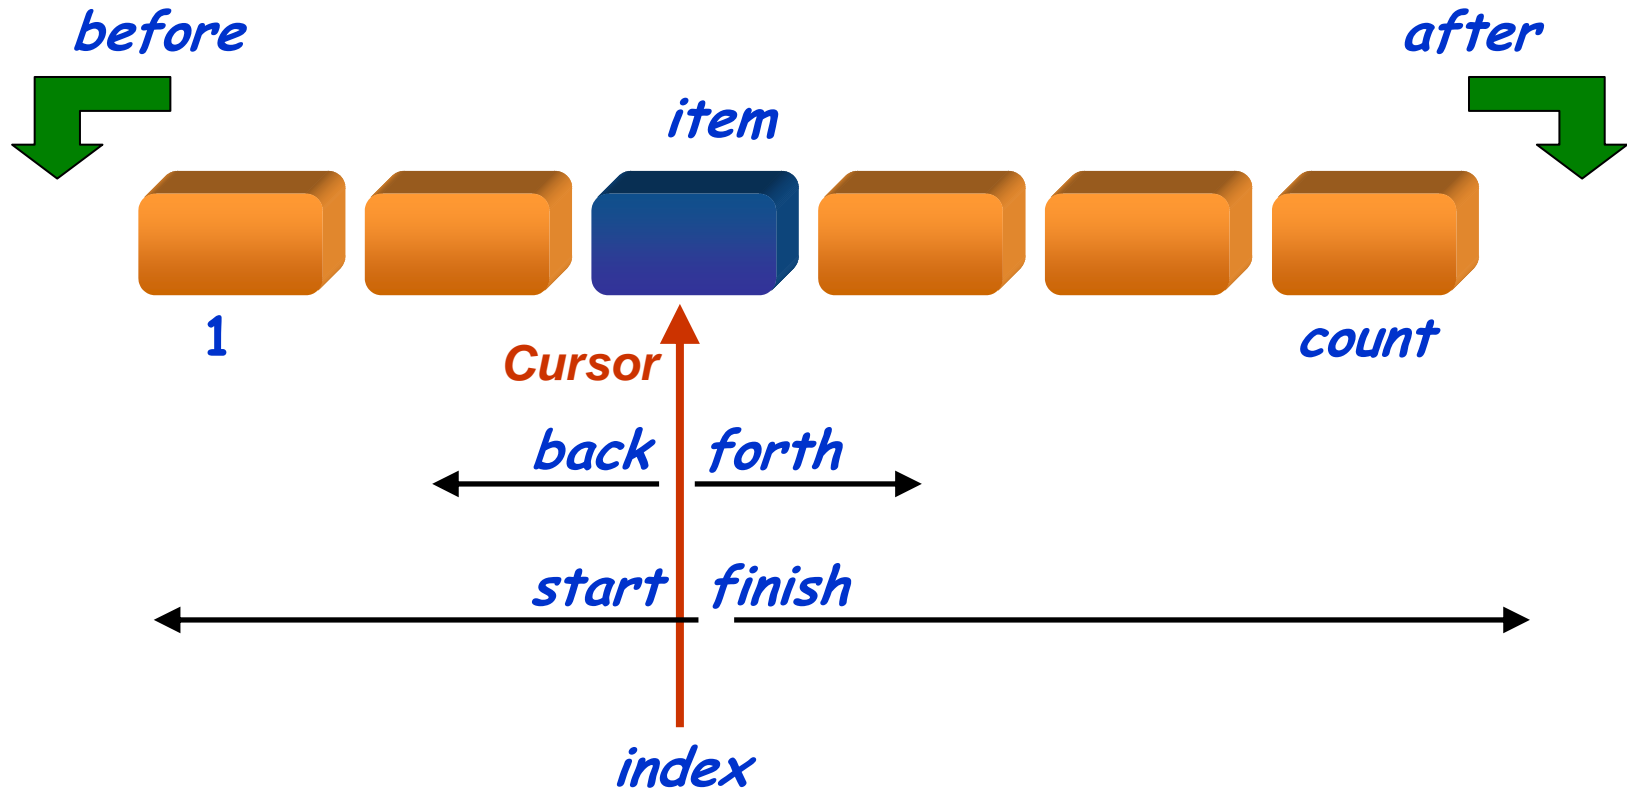 before
after
item
1
count
Cursor
back forth
start finish
index